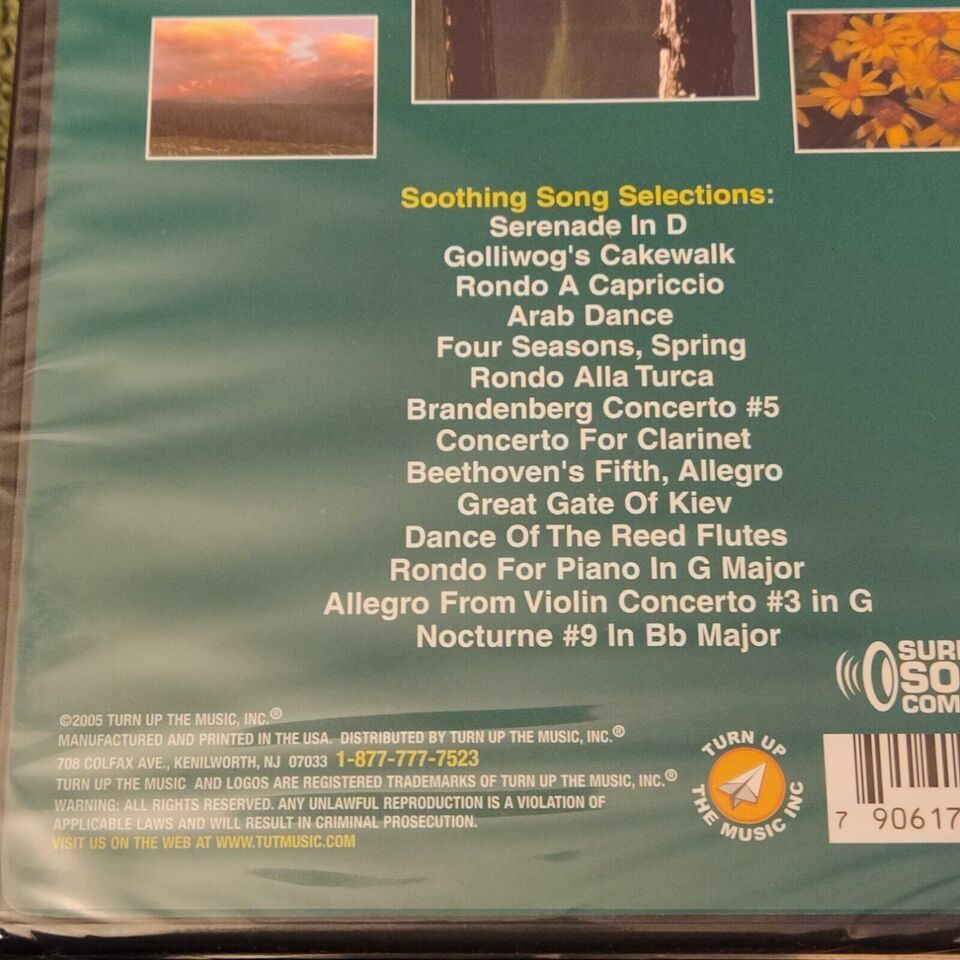 Soothing Song Selections:
Serenade In D
Golliwog's Cakewalk
Rondo A Capriccio
Arab Dance
Four Seasons, Spring
Rondo Alla Turca
Brandenberg Concerto #5
Concerto For Clarinet
Beethoven's Fifth, Allegro
Great Gate Of Kiev
Dance Of The Reed Flutes
Rondo For Piano In G Major
Allegro From Violin Concerto #3 in G
Nocturne #9 In Bb Major
©2005 TURN UP THE MUSIC, INC.®
MANUFACTURED AND PRINTED IN THE USA. DISTRIBUTED BY TURN UP THE MUSIC, INC.®
708 COLFAX AVE., KENILWORTH, NJ 07033 1-877-777-7523
TURN UP THE MUSIC AND LOGOS ARE REGISTERED TRADEMARKS OF TURN UP THE MUSIC, INC.®
WARNING: ALL RIGHTS RESERVED. ANY UNLAWFUL REPRODUCTION IS A VIOLATION OF
APPLICABLE LAWS AND WILL RESULT IN CRIMINAL PROSECUTION.
VISIT US ON THE WEB AT WWW.TUTMUSIC.COM
TURN UP
THE MUSIC INC
7 90617